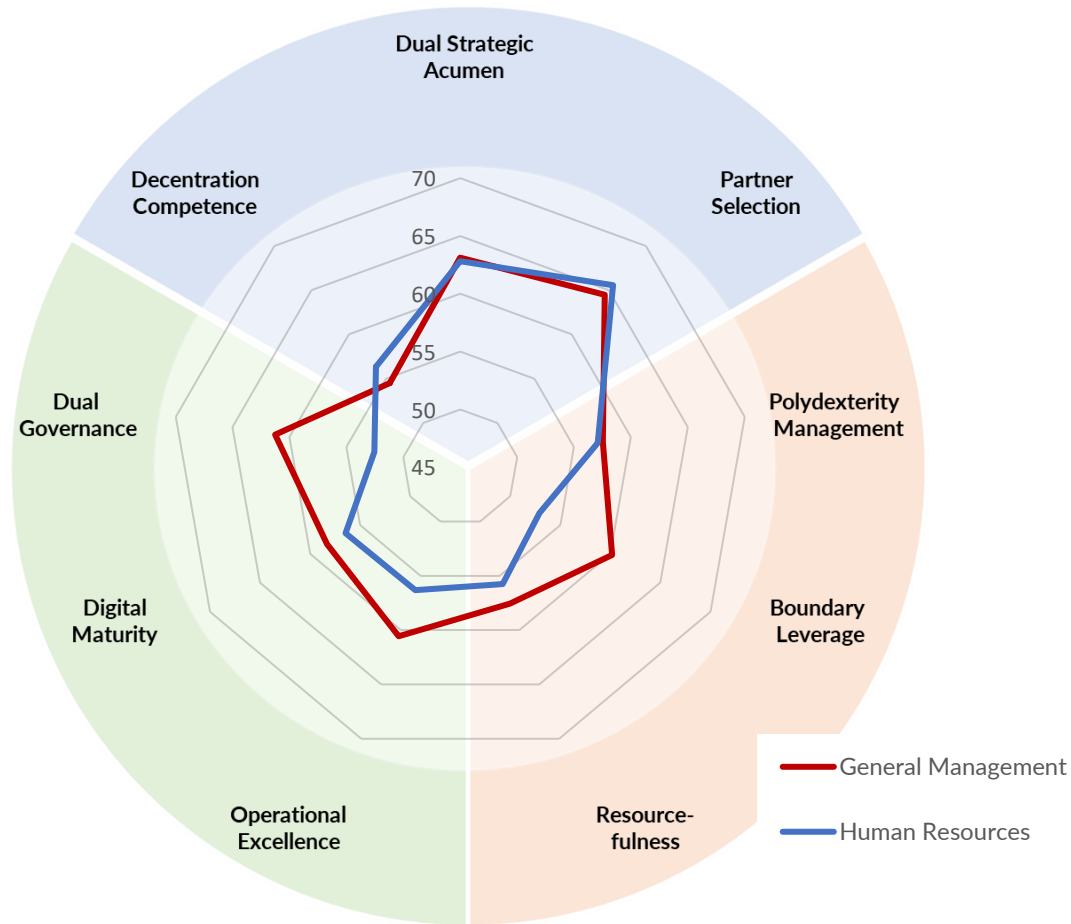 Dual Strategic
Acumen
Decentration
Competence
Partner
Selection
70
65
60
55
50
45
Dual
Governance
Polydexterity
Management
Digital
Maturity
Boundary
Leverage
Operational
Excellence
Resource-
fulness
General Management
Human Resources